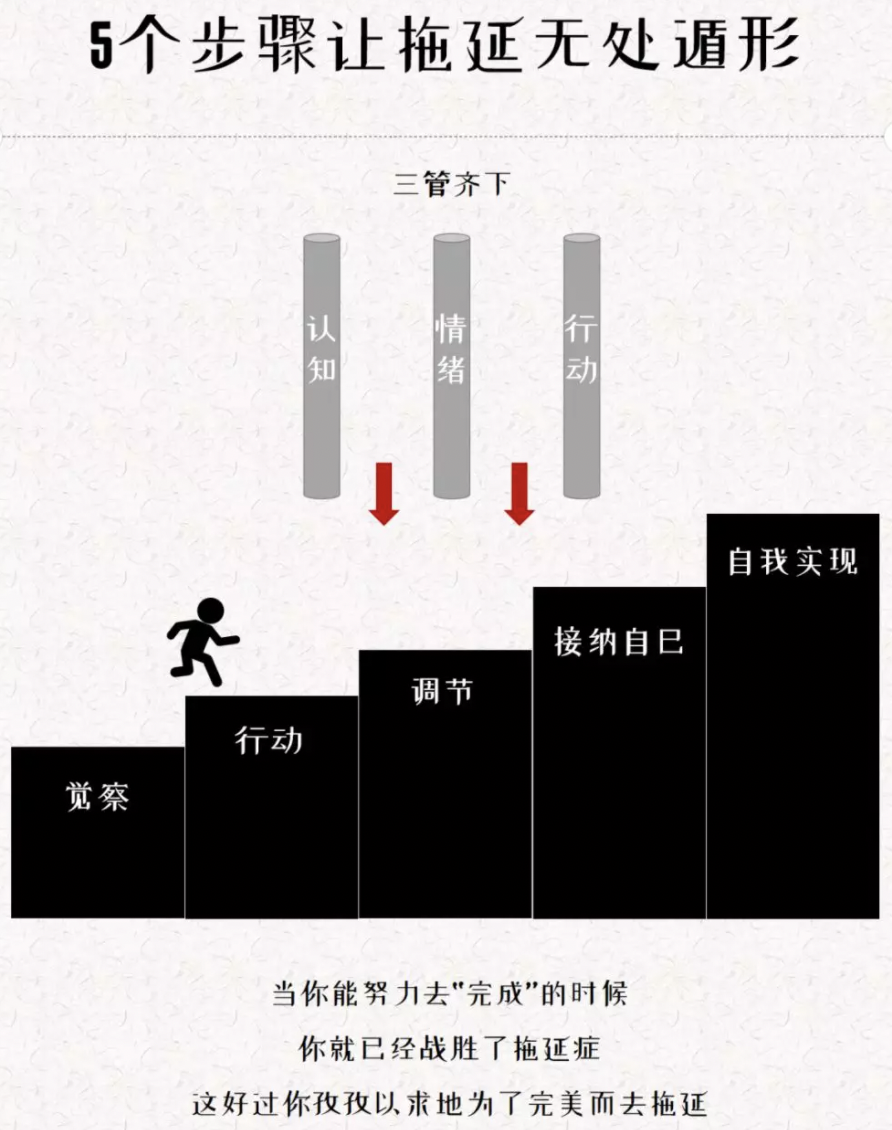 5个步骤让拖延无处遁形
三管齐下
认知
情绪
行动
自我实现
接纳自己
调节
行动
觉察
当你能努力去“完成”的时候
你就已经战胜了拖延症
这好过你孜孜以求地为了完美而去拖延